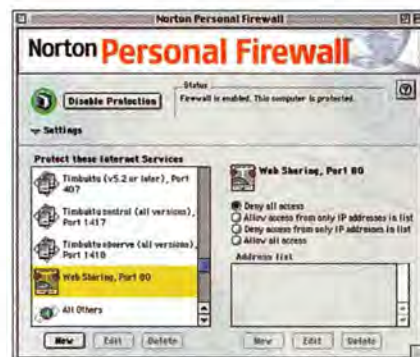 Norton Personal Firewall
Norton Personal Firewall
Disable Protection
Status
Firewall is enabled. This computer is protected.
?
Settings
Protect these Internet Services
Timbuktu (v5.2 or later), Port
407
Timbuktu control (all versions),
Port 1417
Timbuktu observe (all versions),
Port 1418
Web Sharing, Port 80
All Others
New Edit Delete
Web Sharing, Port 80
Deny all access
Allow access from only IP addresses in list
Deny access from only IP addresses in list
Allow all access
Address list
New Edit Delete